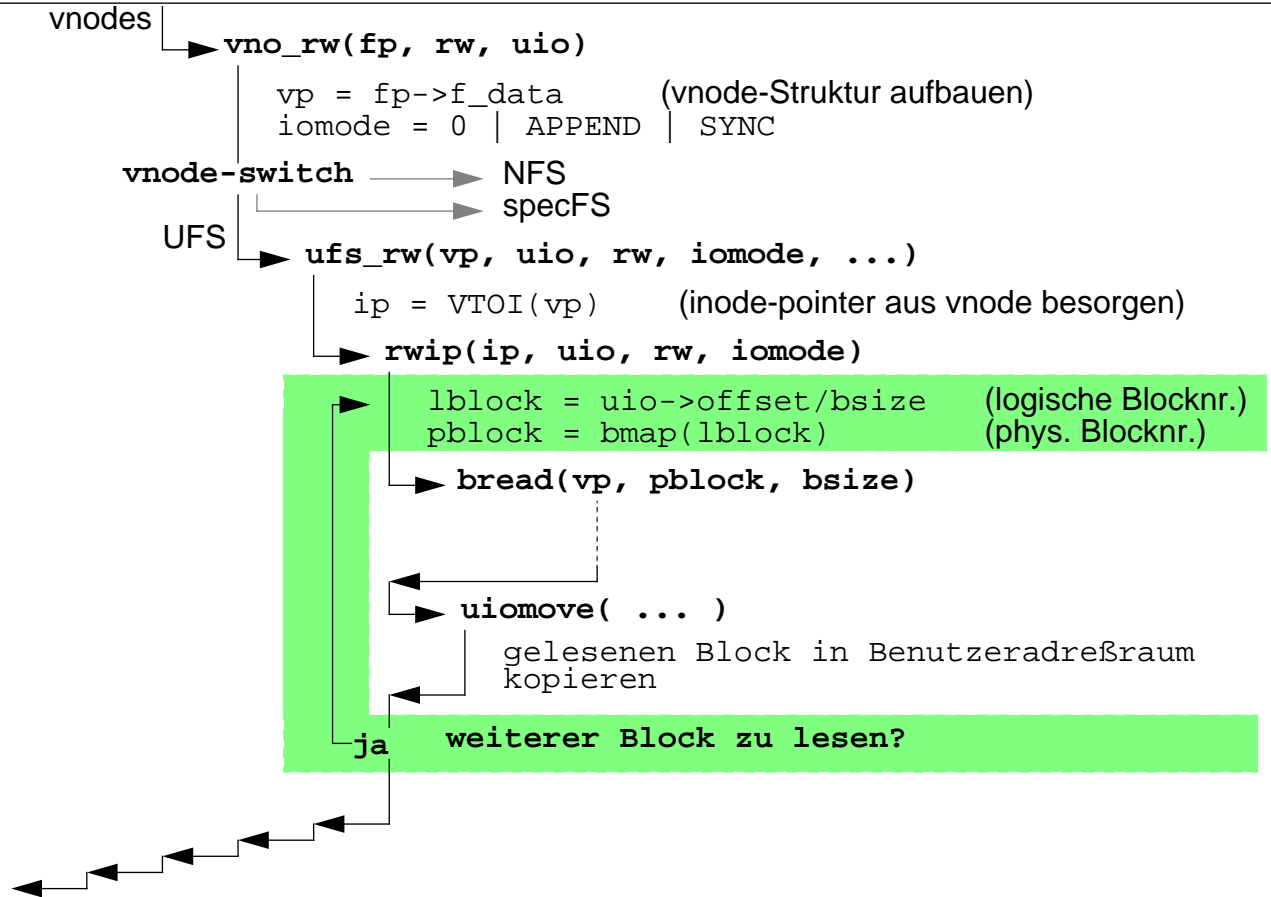 vnodes
vno_rw(fp, rw, uio)
vp = fp->f_data (vnode-Struktur aufbauen)
iomode = 0 | APPEND | SYNC
vnode-switch NFS
specFS
UFS
ufs_rw(vp, uio, rw, iomode, ...)
ip = VTOI(vp) (inode-pointer aus vnode besorgen)
rwip(ip, uio, rw, iomode)
lblock = uio->offset/bsize (logische Blocknr.)
pblock = bmap(lblock) (phys. Blocknr.)
bread(vp, pblock, bsize)
uiomove( ... )
gelesenen Block in Benutzeradreßraum
kopieren
ja weiterer Block zu lesen?